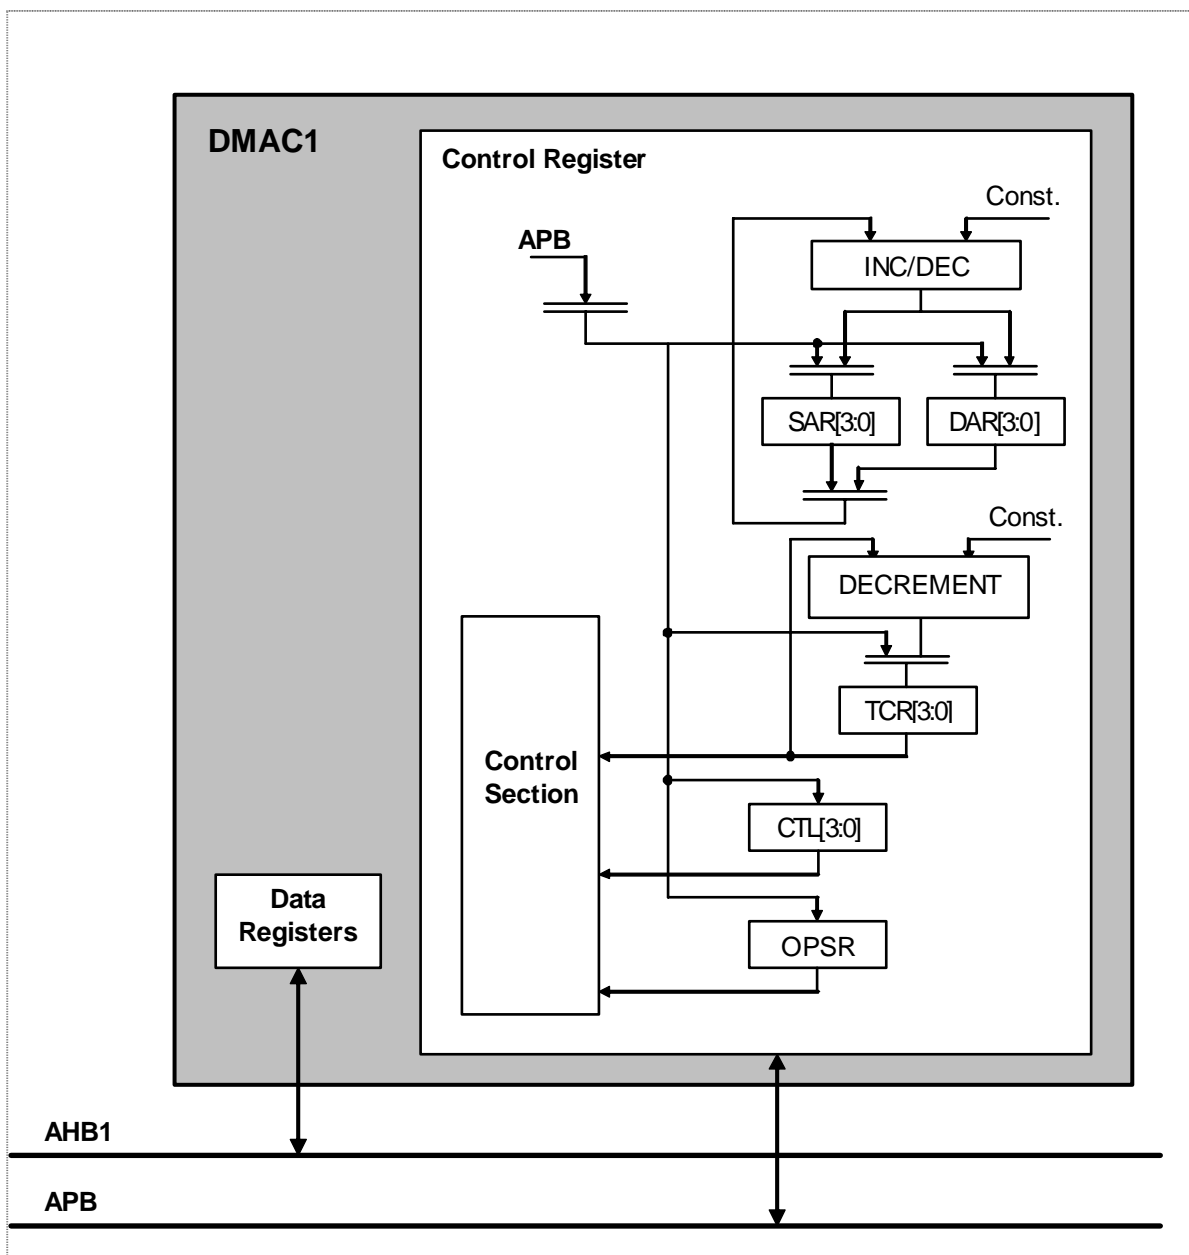 DMAC1
Control Register
Const.
APB
INC/DEC
SAR[3:0]
DAR[3:0]
Const.
DECREMENT
TCR[3:0]
Control
Section
CTL[3:0]
Data
Registers
OPSR
AHB1
APB